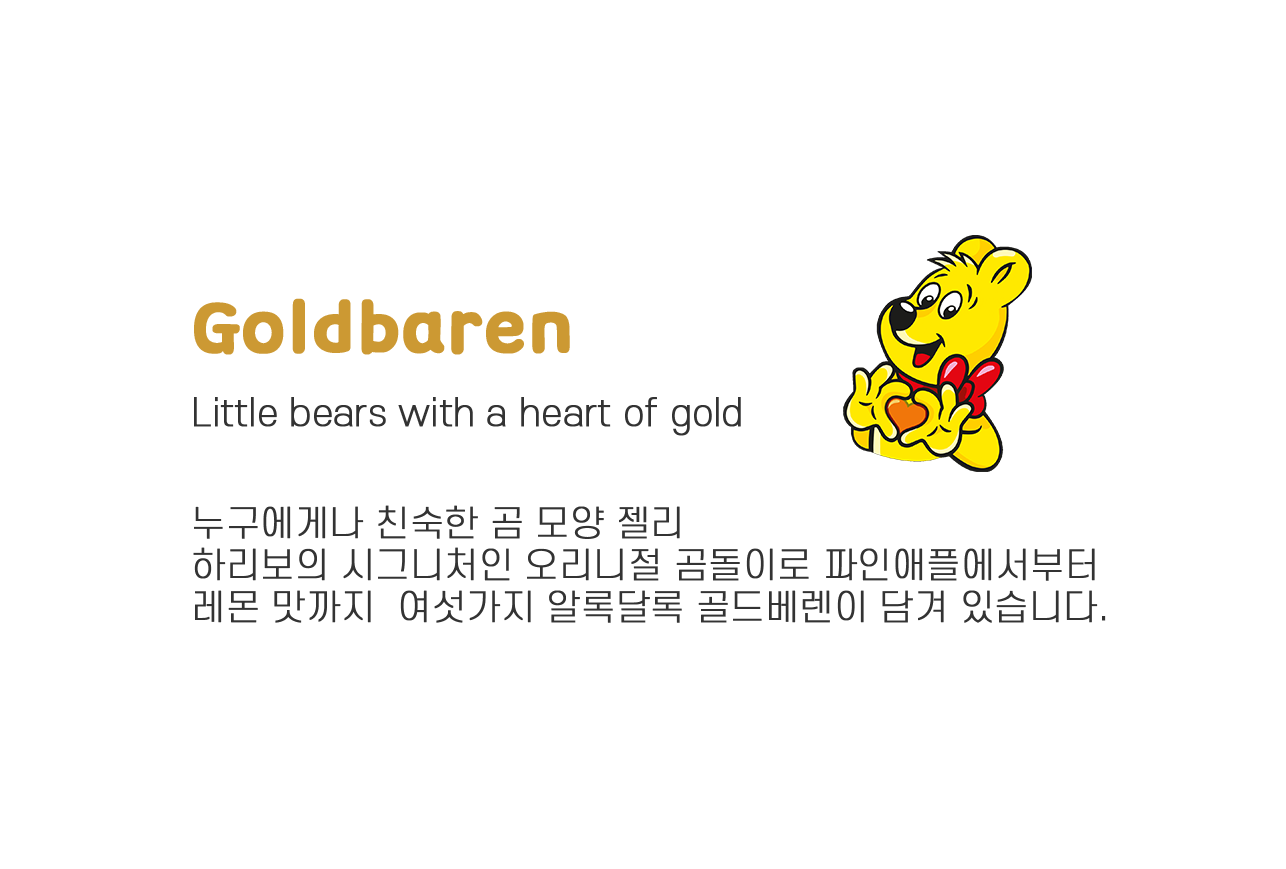 Goldbaren
Little bears with a heart of gold
누구에게나 친숙한 곰 모양 젤리
하리보의 시그니처인 오리니절 곰돌이로 파인애플에서부터
레몬 맛까지  여섯가지 알록달록 골드베렌이 담겨 있습니다.